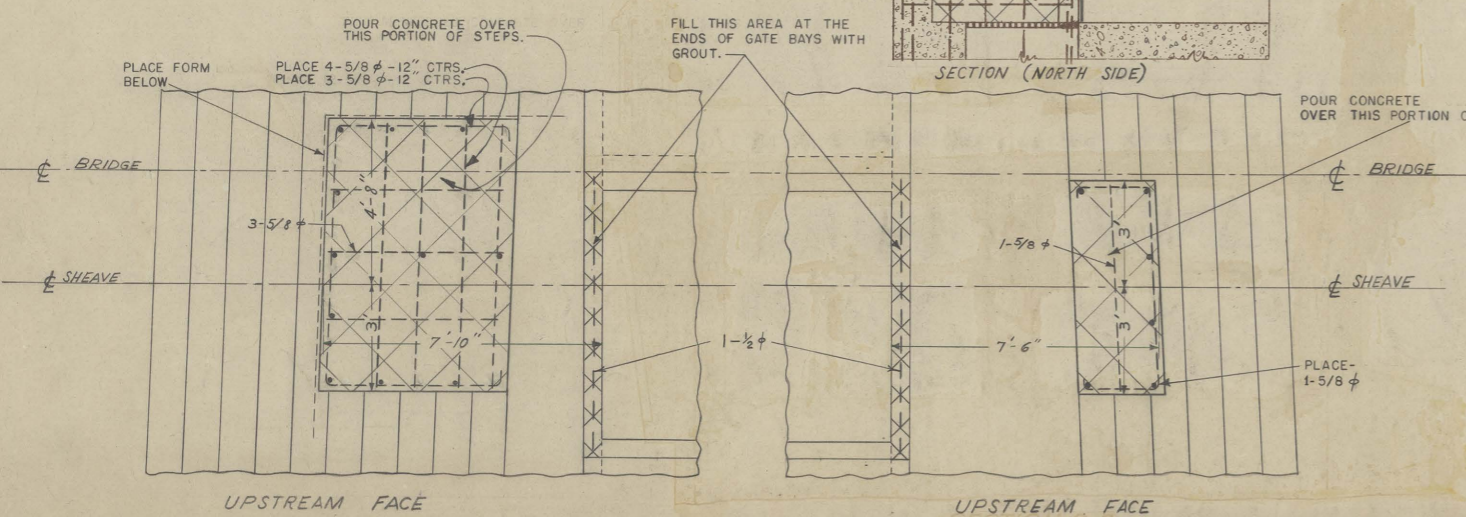 POUR CONCRETE OVER
THIS PORTION OF STEPS.
FILL THIS AREA AT THE
ENDS OF GATE BAYS WITH
GROUT.
SECTION (NORTH SIDE)
PLACE FORM
BELOW
PLACE 4-5/8 ϕ -12" CTRS.
PLACE 3-5/8 ϕ -12" CTRS.
POUR CONCRETE
OVER THIS PORTION
℄ BRIDGE
℄ BRIDGE
4'-8"
3-5/8 ϕ
1-5/8 ϕ
3'
℄ SHEAVE
℄ SHEAVE
3'
7'-10"
1-½ ϕ
7'-6"
3'
PLACE-
1-5/8 ϕ
UPSTREAM FACE
UPSTREAM FACE